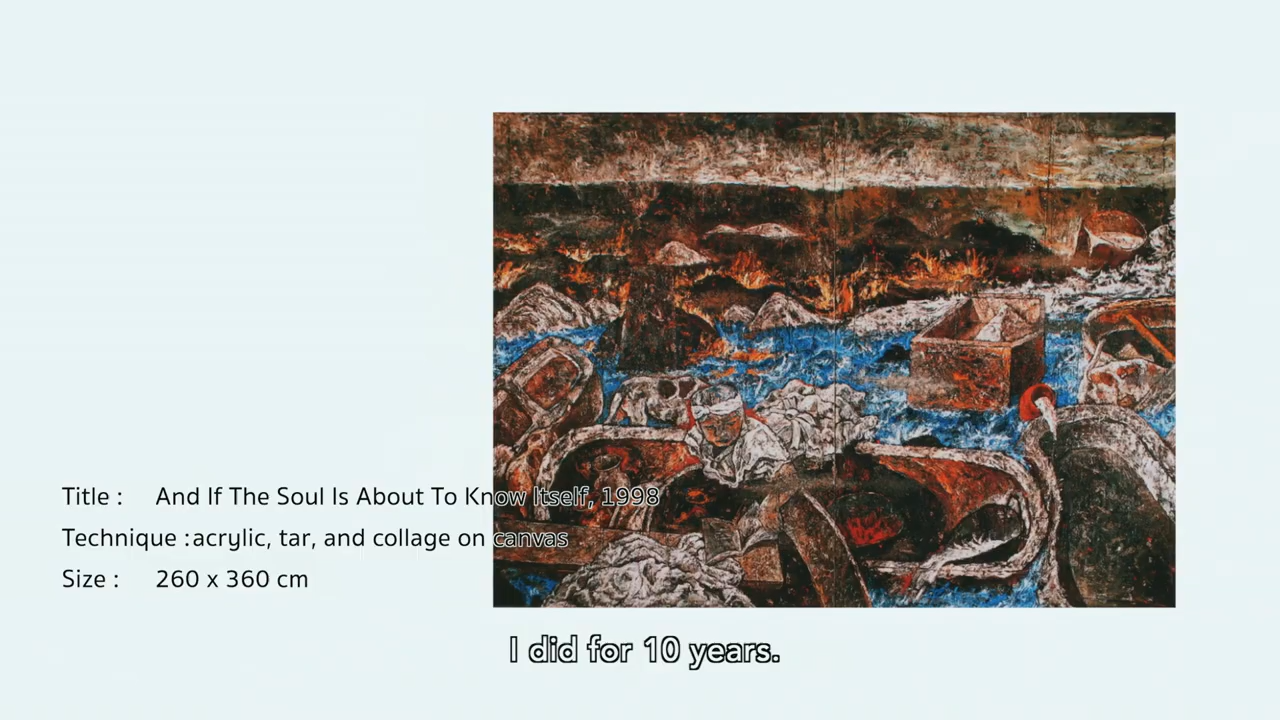 Title : And If The Soul Is About To Know Itself, 1998
Technique : acrylic, tar, and collage on canvas
Size : 260 x 360 cm
I did for 10 years.